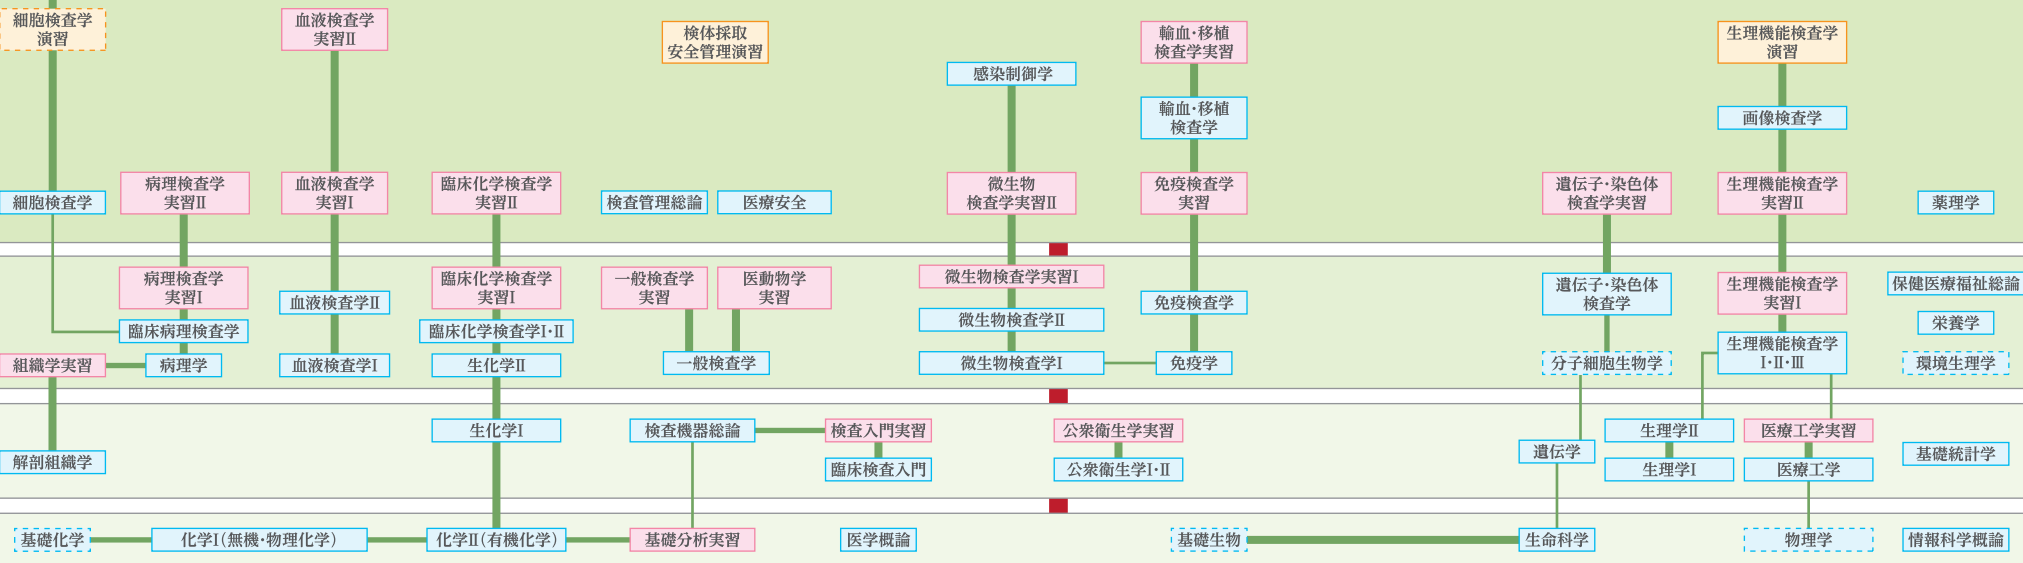 細胞検査学
演習
血液検査学
実習II
検体採取
安全管理演習
感染制御学
輸血・移植
検査学実習
輸血・移植
検査学
生理機能検査学
演習
画像検査学
細胞検査学
病理検査学
実習II
血液検査学
実習I
臨床化学検査学
実習II
検査管理総論
医療安全
微生物
検査学実習II
免疫検査学
実習
遺伝子・染色体
検査学実習
生理機能検査学
実習II
薬理学
病理検査学
実習I
臨床病理検査学
組織学実習
病理学
血液検査学II
血液検査学I
臨床化学検査学
実習I
臨床化学検査学I・II
生化学II
一般検査学
実習
医動物学
実習
一般検査学
微生物検査学実習I
微生物検査学II
微生物検査学I
免疫検査学
免疫学
遺伝子・染色体
検査学
分子細胞生物学
生理機能検査学
実習I
生理機能検査学
I・II・III
保健医療福祉総論
栄養学
環境生理学
解剖組織学
生化学I
検査機器総論
検査入門実習
臨床検査入門
公衆衛生学実習
公衆衛生学I・II
遺伝学
生理学II
生理学I
医療工学実習
医療工学
基礎統計学
基礎化学
化学I（無機・物理化学）
化学II（有機化学）
基礎分析実習
医学概論
基礎生物
生命科学
物理学
情報科学概論